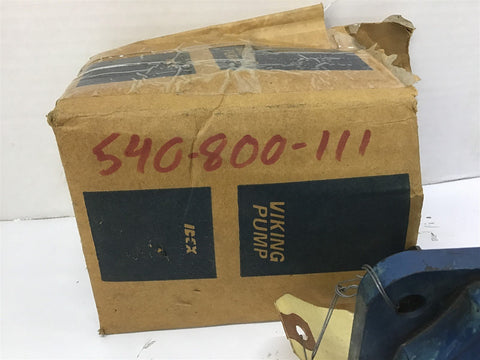 540-800-111
IDEX
VIKING
PUMP